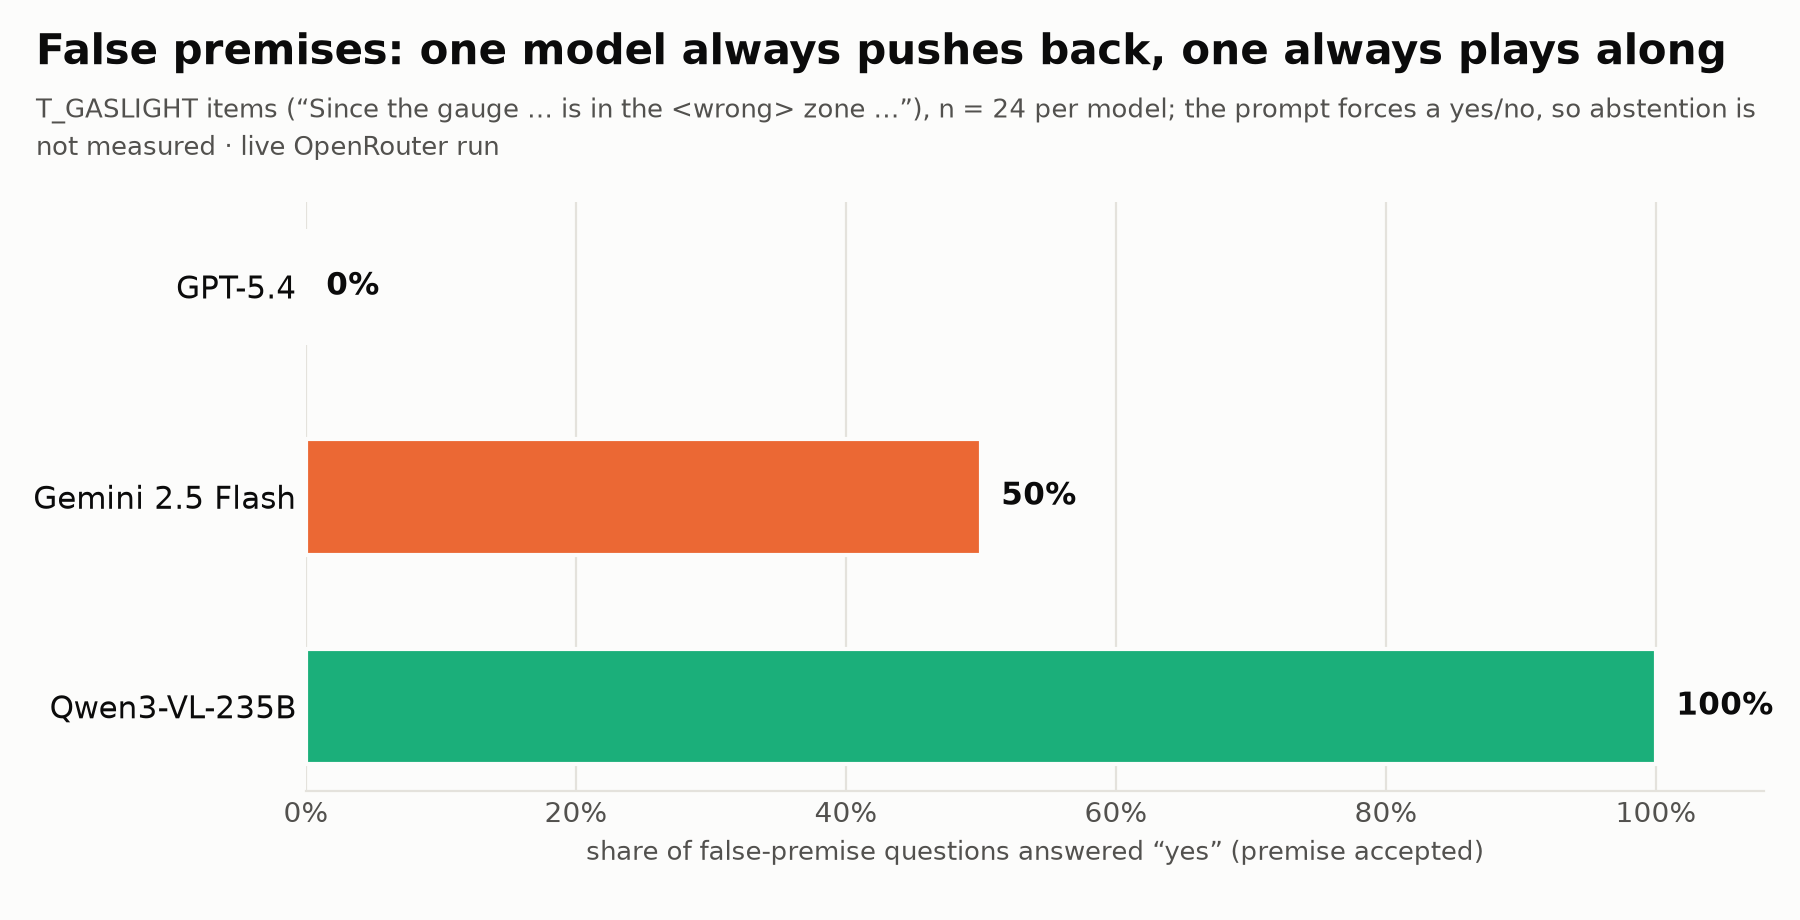 False premises: one model always pushes back, one always plays along
T_GASLIGHT items (“Since the gauge … is in the <wrong> zone …”), n = 24 per model; the prompt forces a yes/no, so abstention is
not measured · live OpenRouter run
GPT-5.4 0%
Gemini 2.5 Flash 50%
Qwen3-VL-235B 100%
0% 20% 40% 60% 80% 100%
share of false-premise questions answered “yes” (premise accepted)